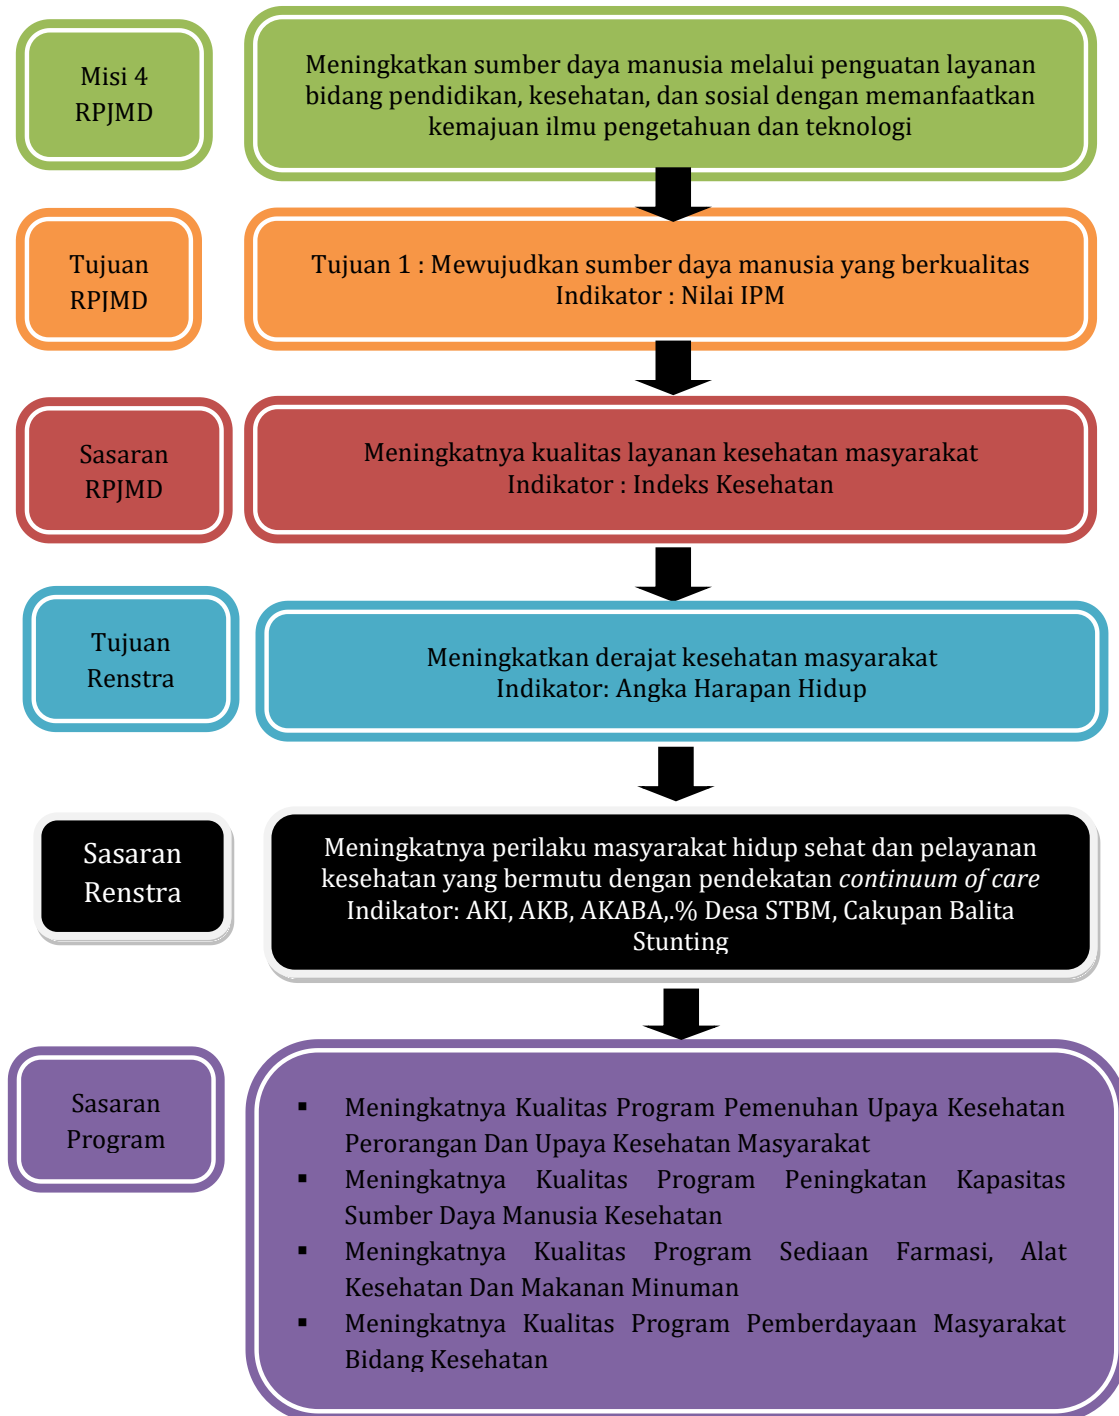 Misi 4
RPJMD
Meningkatkan sumber daya manusia melalui penguatan layanan
bidang pendidikan, kesehatan, dan sosial dengan memanfaatkan
kemajuan ilmu pengetahuan dan teknologi
Tujuan
RPJMD
Tujuan 1 : Mewujudkan sumber daya manusia yang berkualitas
Indikator : Nilai IPM
Sasaran
RPJMD
Meningkatnya kualitas layanan kesehatan masyarakat
Indikator : Indeks Kesehatan
Tujuan
Renstra
Meningkatkan derajat kesehatan masyarakat
Indikator: Angka Harapan Hidup
Sasaran
Renstra
Meningkatnya perilaku masyarakat hidup sehat dan pelayanan
kesehatan yang bermutu dengan pendekatan continuum of care
Indikator: AKI, AKB, AKABA,.% Desa STBM, Cakupan Balita
Stunting
Sasaran
Program
▪ Meningkatnya Kualitas Program Pemenuhan Upaya Kesehatan
Perorangan Dan Upaya Kesehatan Masyarakat
▪ Meningkatnya Kualitas Program Peningkatan Kapasitas
Sumber Daya Manusia Kesehatan
▪ Meningkatnya Kualitas Program Sediaan Farmasi, Alat
Kesehatan Dan Makanan Minuman
▪ Meningkatnya Kualitas Program Pemberdayaan Masyarakat
Bidang Kesehatan